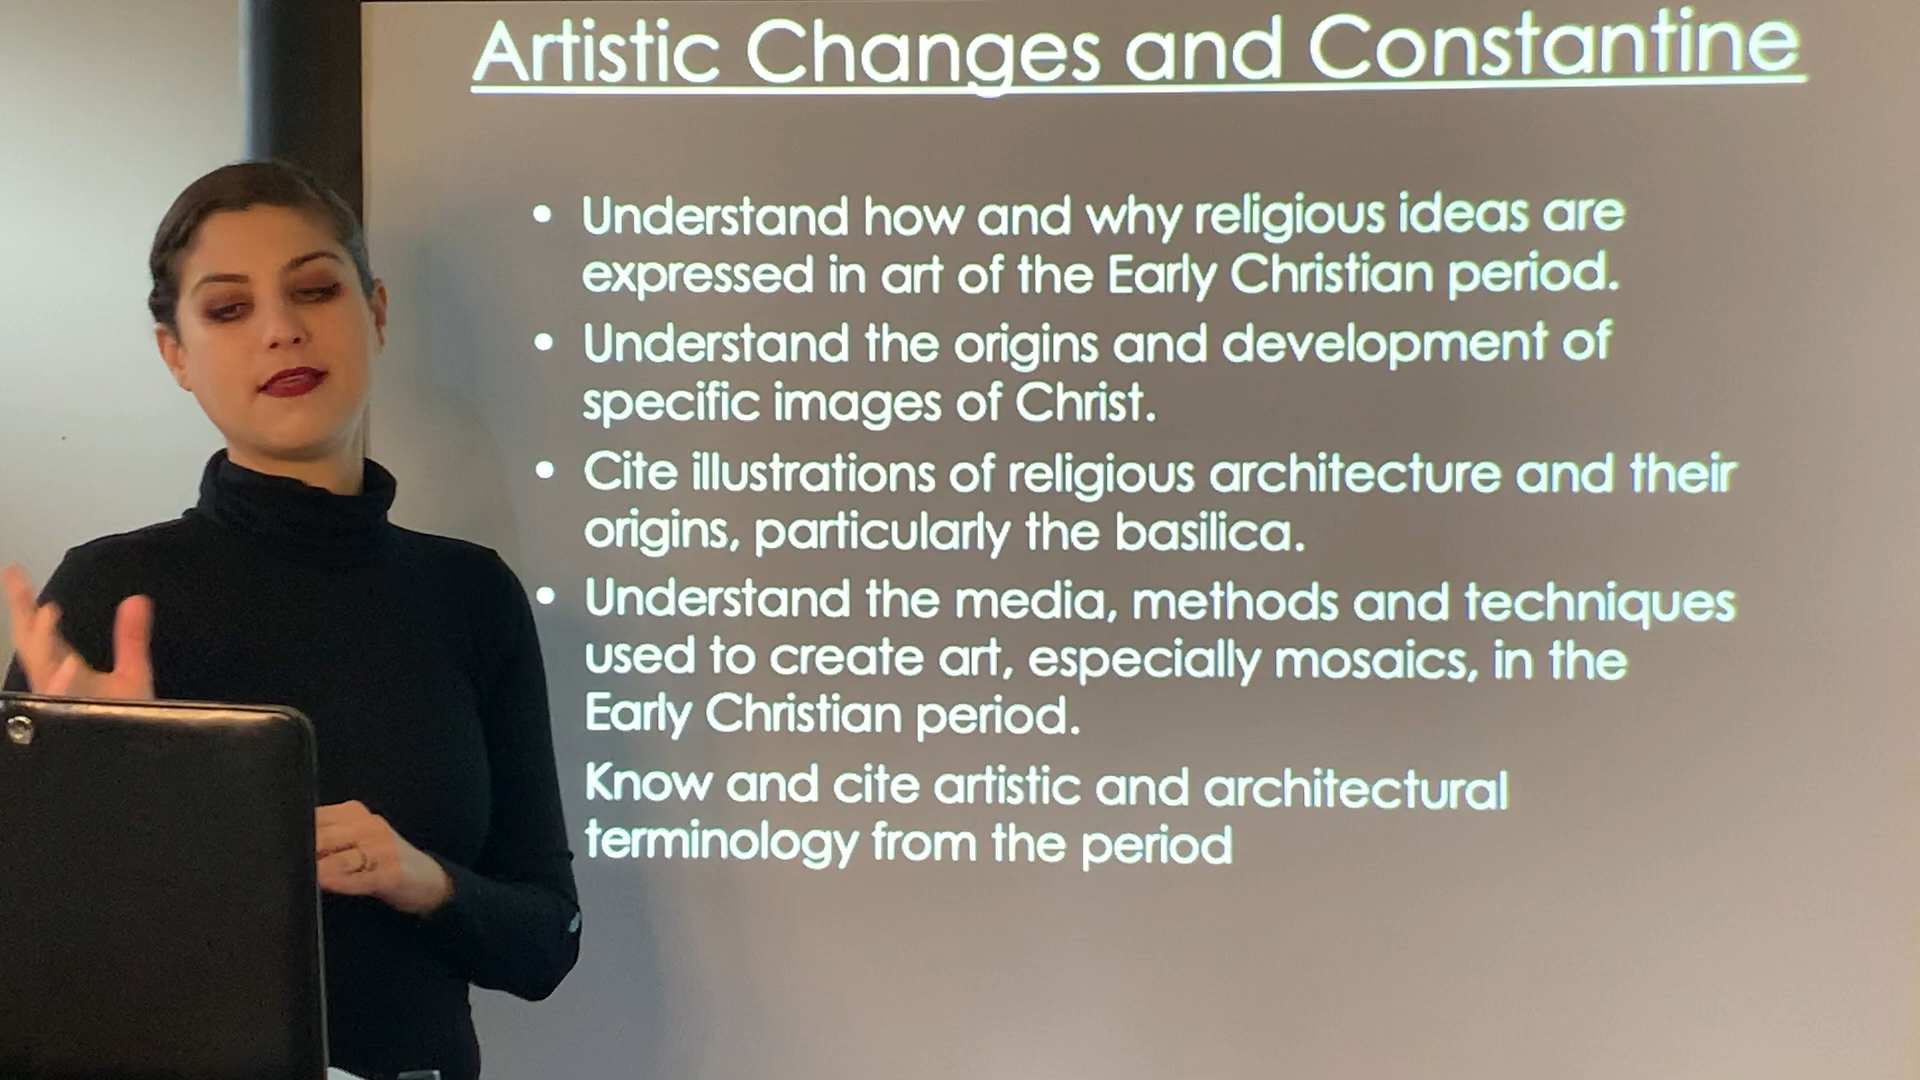 Artistic Changes and Constantine
• Understand how and why religious ideas are
expressed in art of the Early Christian period.
• Understand the origins and development of
specific images of Christ.
• Cite illustrations of religious architecture and their
origins, particularly the basilica.
• Understand the media, methods and techniques
used to create art, especially mosaics, in the
Early Christian period.
Know and cite artistic and architectural
terminology from the period